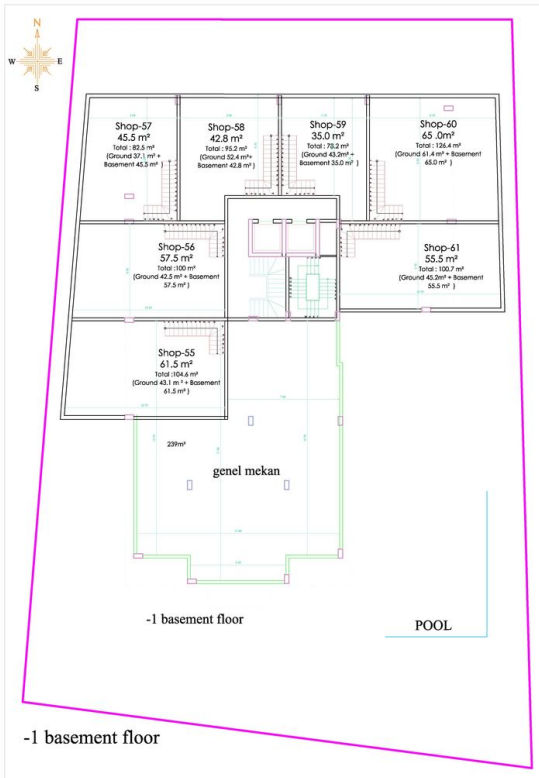 N
W
E
S
Shop-57
45.5 m²
Total : 82.5 m²
(Ground 37.1 m² +
Basement 45.5 m²)
Shop-58
42.8 m²
Total : 95.2 m²
(Ground 52.4 m²+
Basement 42.8 m²)
Shop-59
35.0 m²
Total : 78.2 m²
(Ground 43.2m² +
Basement 35.0 m²)
Shop-60
65 .0m²
Total : 126.4 m²
(Ground 61.4 m² + Basement
65.0 m²)
Shop-56
57.5 m²
Total :100 m²
(Ground 42.5 m² + Basement
57.5 m² )
Shop-61
55.5 m²
Total : 100.7 m²
(Ground 45.2m² + Basement
55.5 m² )
Shop-55
61.5 m²
Total :104.6 m²
(Ground 43.1 m ² + Basement
61.5 m² )
239m²
genel mekan
-1 basement floor
POOL
-1 basement floor